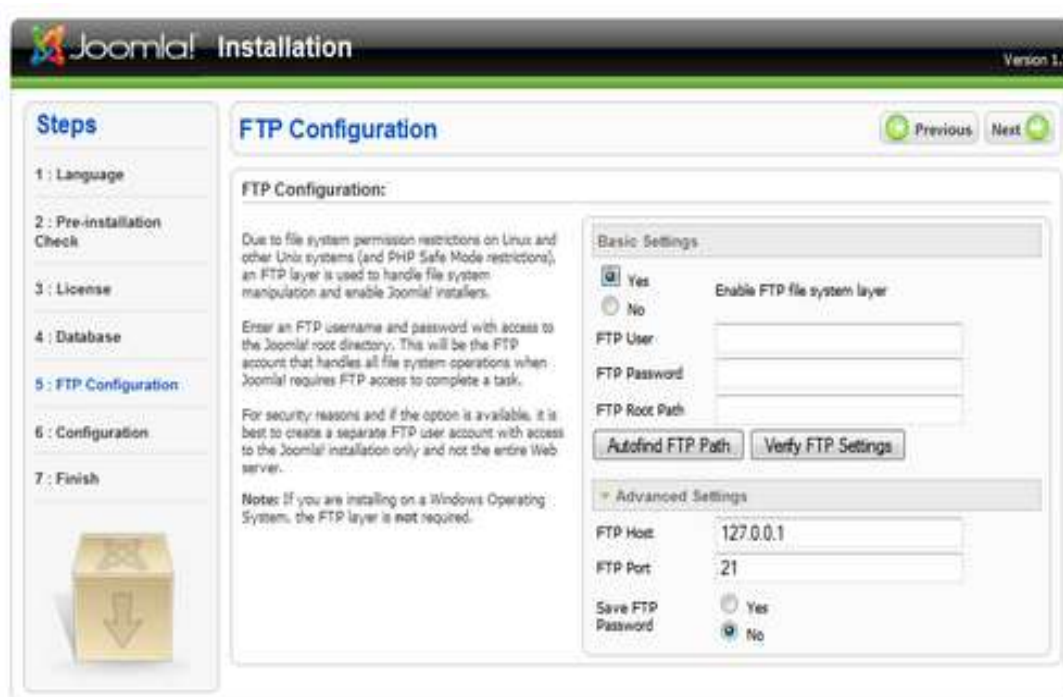 Joomla! Installation
Version 1.
Steps
1 : Language
2 : Pre-installation
Check
3 : License
4 : Database
5 : FTP Configuration
6 : Configuration
7 : Finish
FTP Configuration
Previous
Next
FTP Configuration:
Due to file system permission restrictions on Linux and
other Unix systems (and PHP Safe Mode restrictions),
an FTP layer is used to handle file system
manipulation and enable Joomla! installers.
Enter an FTP username and password with access to
the Joomla! root directory. This will be the FTP
account that handles all file system operations when
Joomla! requires FTP access to complete a task.
For security reasons and if the option is available, it is
best to create a separate FTP user account with access
to the Joomla! installation only and not the entire Web
server.
Note: If you are installing on a Windows Operating
System, the FTP layer is not required.
Basic Settings
Yes
No
Enable FTP file system layer
FTP User
FTP Password
FTP Root Path
Autofind FTP Path
Verify FTP Settings
Advanced Settings
FTP Host 127.0.0.1
FTP Port 21
Save FTP
Password
Yes
No